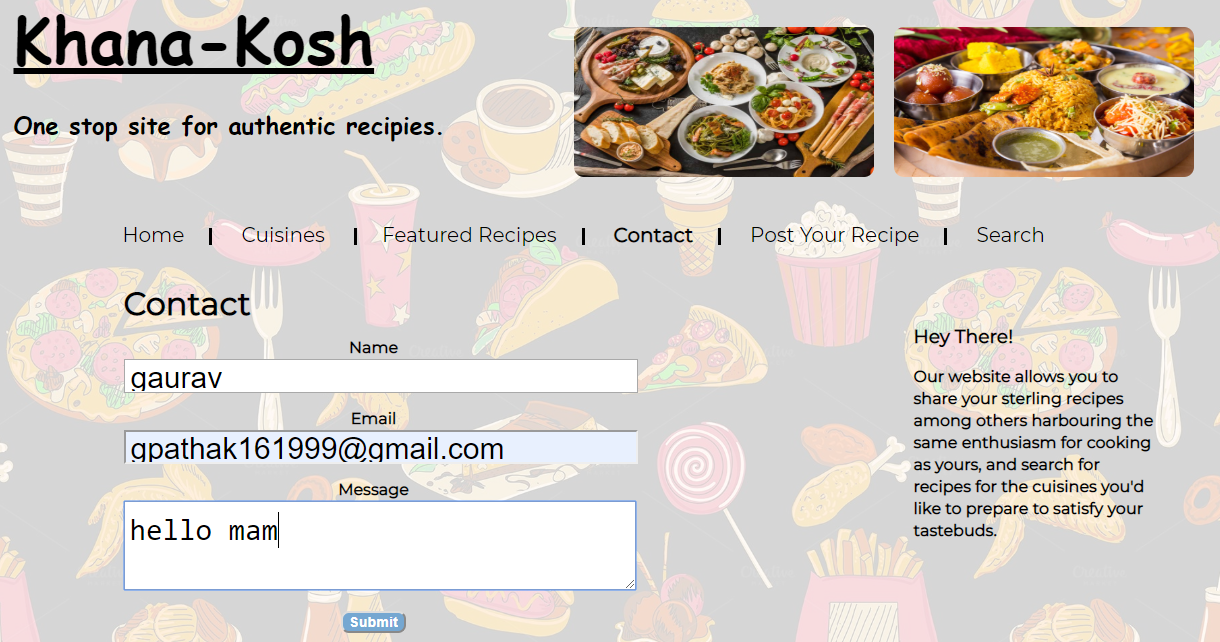 Khana-Kosh
One stop site for authentic recipies.
Home
Cuisines
Featured Recipes
Contact
Post Your Recipe
Search
Contact
Name
gaurav
Email
gpathak161999@gmail.com
Message
hello mam
Submit
Hey There!
Our website allows you to
share your sterling recipes
among others harbouring the
same enthusiasm for cooking
as yours, and search for
recipes for the cuisines you'd
like to prepare to satisfy your
tastebuds.